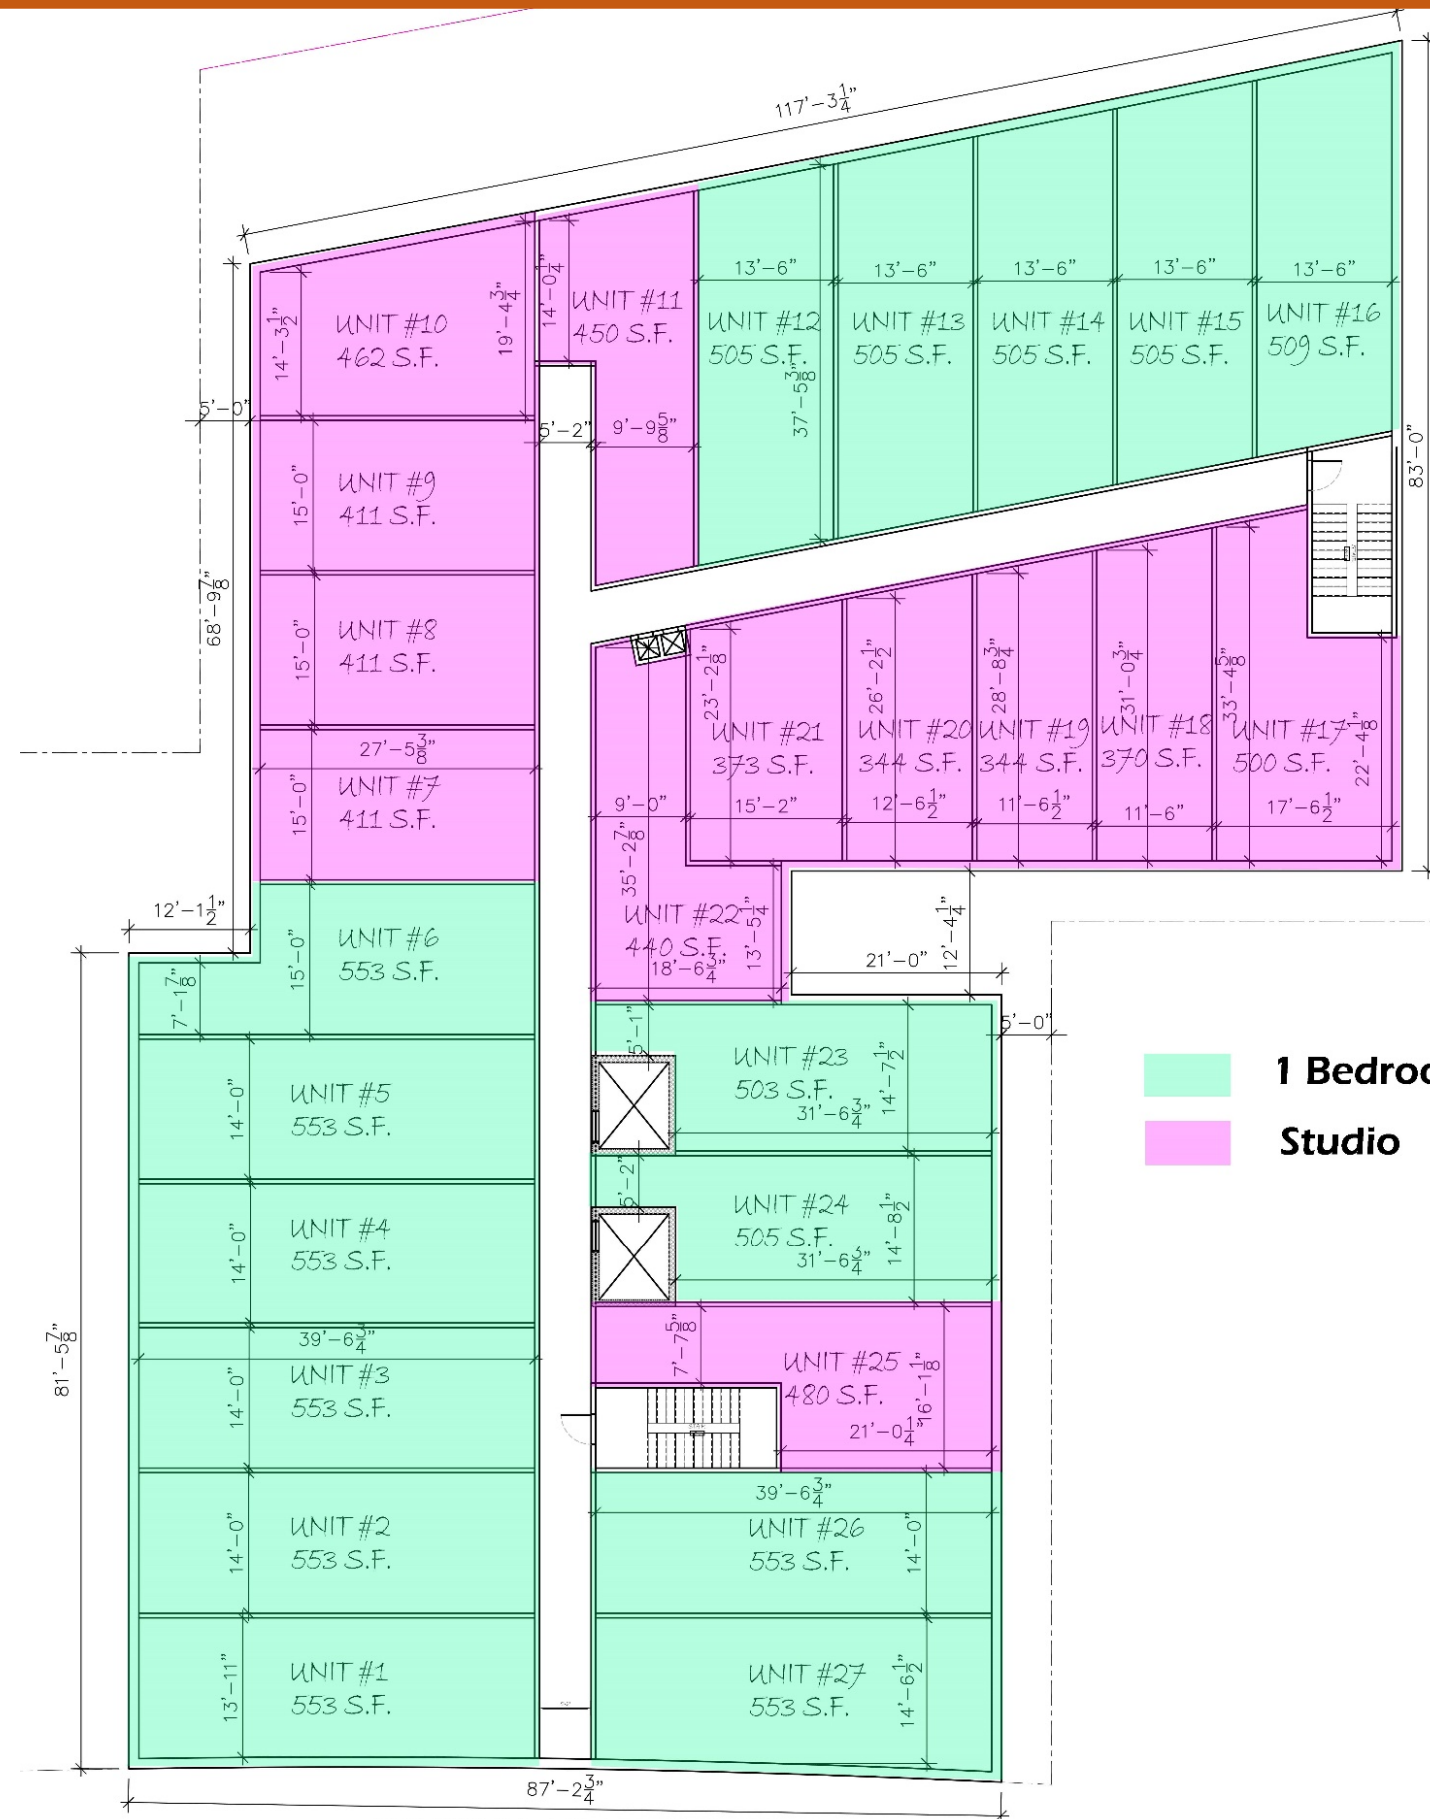 117'-3 1/4"
13'-6"
13'-6"
13'-6"
13'-6"
13'-6"
14'-3 1/2"
UNIT #10
462 S.F.
19'-4 3/4"
14'-0 1/4"
UNIT #11
450 S.F.
UNIT #12
505 S.F.
37'-5 3/8"
UNIT #13
505 S.F.
UNIT #14
505 S.F.
UNIT #15
505 S.F.
UNIT #16
509 S.F.
5'-0"
5'-2"
9'-9 5/8"
83'-0"
15'-0"
UNIT #9
411 S.F.
68'-9 7/8"
15'-0"
UNIT #8
411 S.F.
27'-5 3/8"
15'-0"
UNIT #7
411 S.F.
23'-2 1/8"
26'-2 1/2"
28'-8 3/4"
31'-0 3/4"
33'-4 5/8"
22'-4 1/8"
UNIT #21
373 S.F.
UNIT #20
344 S.F.
UNIT #19
344 S.F.
UNIT #18
370 S.F.
UNIT #17
500 S.F.
9'-0"
15'-2"
12'-6 1/2"
11'-6 1/2"
11'-6"
17'-6 1/2"
35'-2 7/8"
12'-1 1/2"
15'-0"
UNIT #6
553 S.F.
7'-1 7/8"
UNIT #22
440 S.F.
13'-5 1/4"
18'-6 3/4"
21'-0"
12'-4 1/4"
5'-0"
5'-1"
UNIT #23
503 S.F.
14'-7 1/2"
31'-6 3/4"
14'-0"
UNIT #5
553 S.F.
1 Bedroo
Studio
5'-2"
UNIT #24
505 S.F.
14'-8 1/2"
31'-6 3/4"
14'-0"
UNIT #4
553 S.F.
81'-5 7/8"
39'-6 3/4"
14'-0"
UNIT #3
553 S.F.
7'-7 5/8"
UNIT #25
480 S.F.
16'-1 1/8"
21'-0 1/4"
14'-0"
UNIT #2
553 S.F.
39'-6 3/4"
UNIT #26
553 S.F.
14'-0"
13'-11"
UNIT #1
553 S.F.
UNIT #27
553 S.F.
14'-6 1/2"
87'-2 3/4"